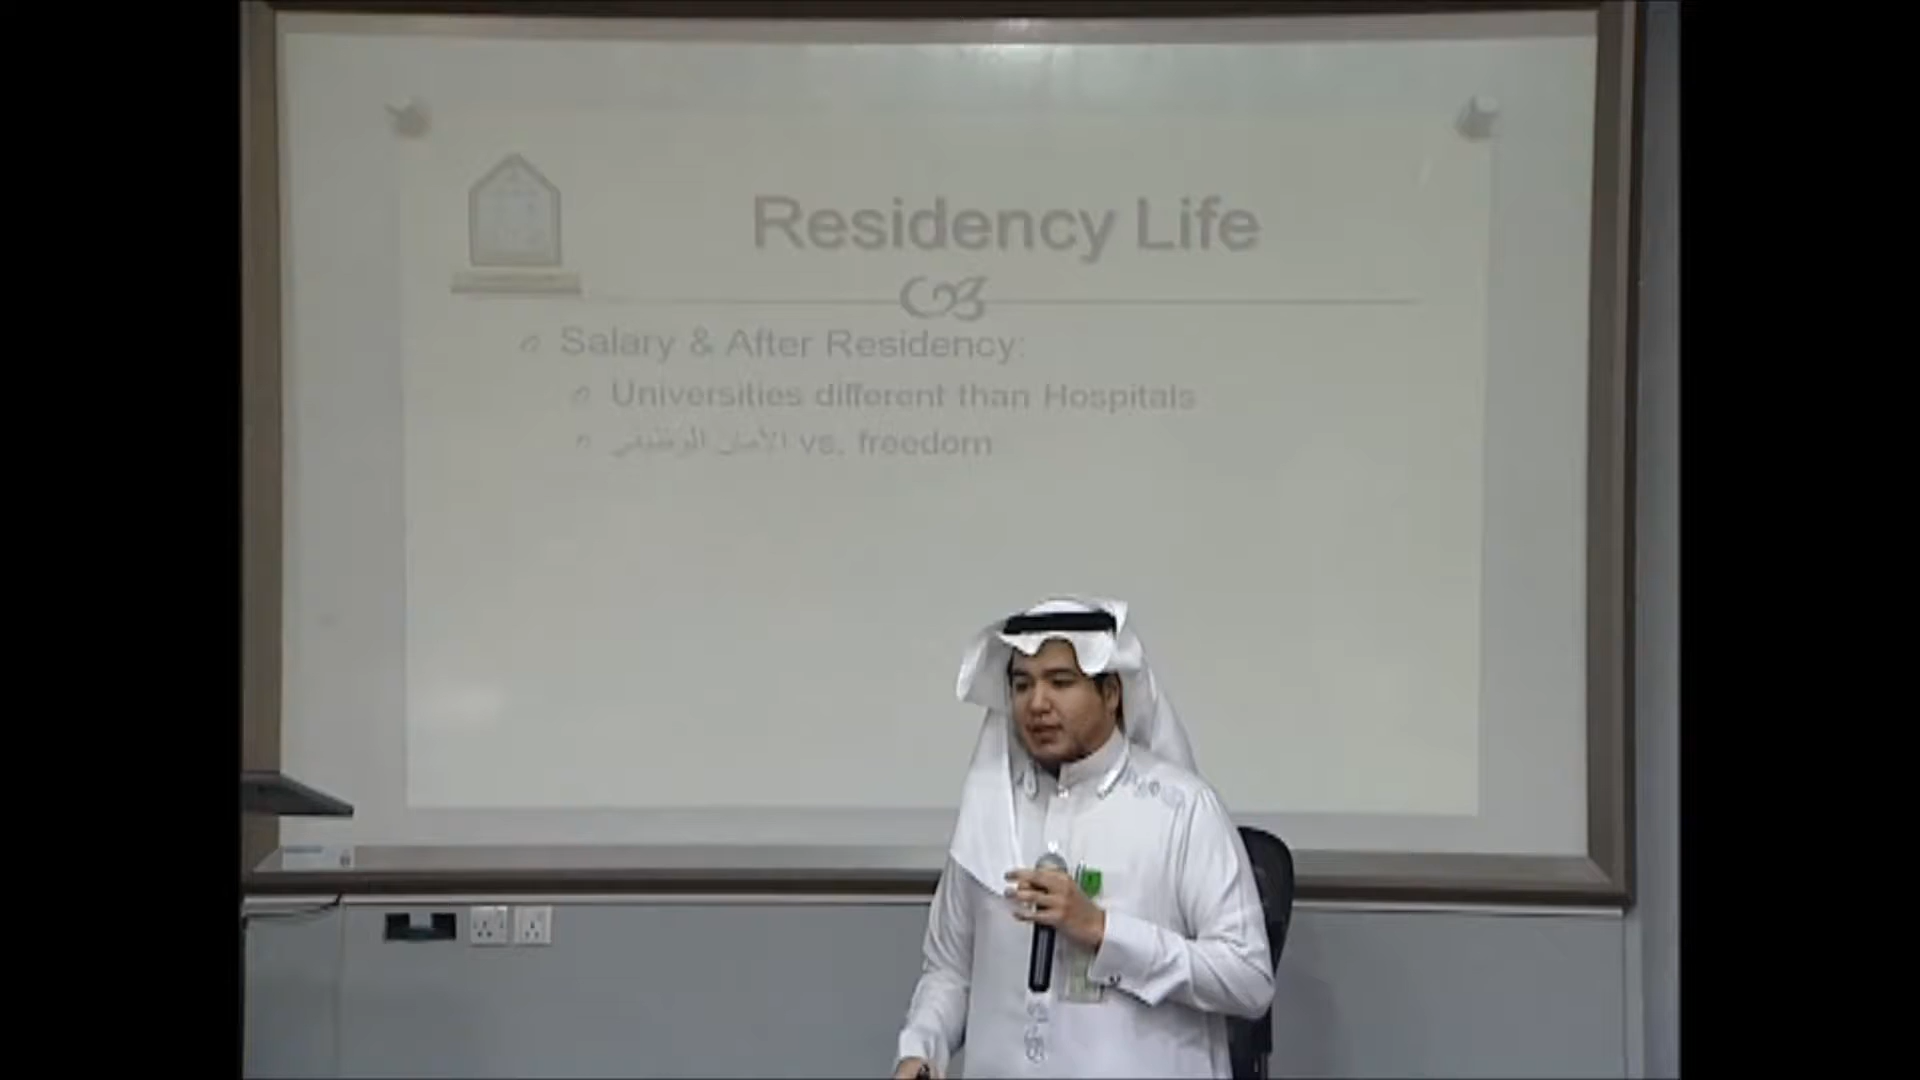 Residency Life
Salary & After Residency:
Universities different than Hospitals
الأمان الوظيفي vs. freedom